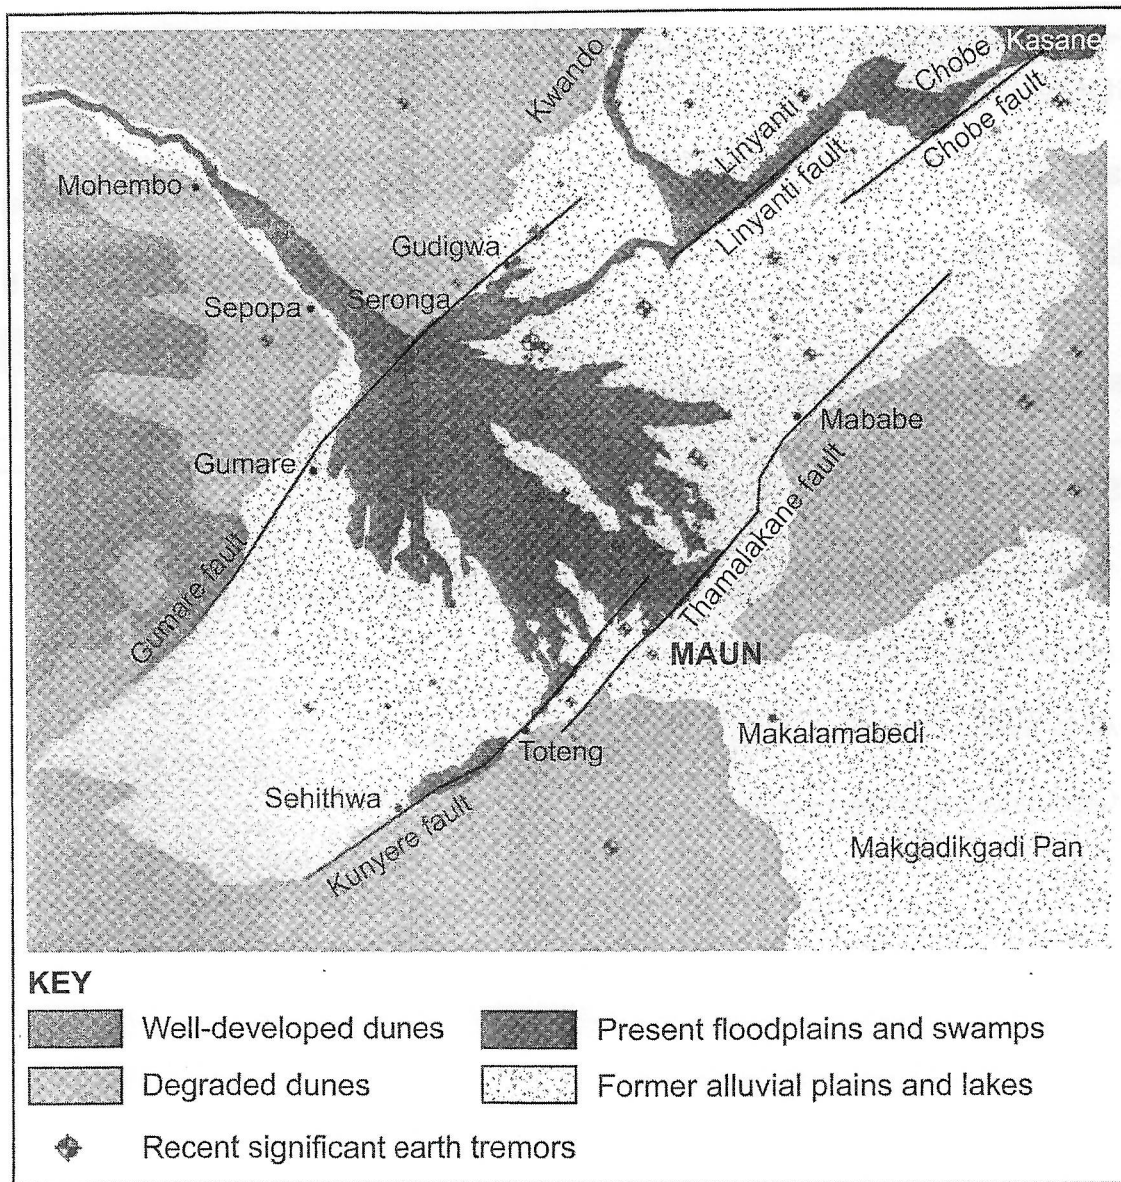 Kasane
Kwando
Chobe
Linyanti
Chobe fault
Linyanti fault
Mohembo
Gudigwa
Seronga
Sepopa
Mababe
Gumare
Thamalakane fault
Gumare fault
MAUN
Makalamabedi
Toteng
Sehithwa
Kunyere fault
Makgadikgadi Pan
KEY
Well-developed dunes
Present floodplains and swamps
Degraded dunes
Former alluvial plains and lakes
Recent significant earth tremors